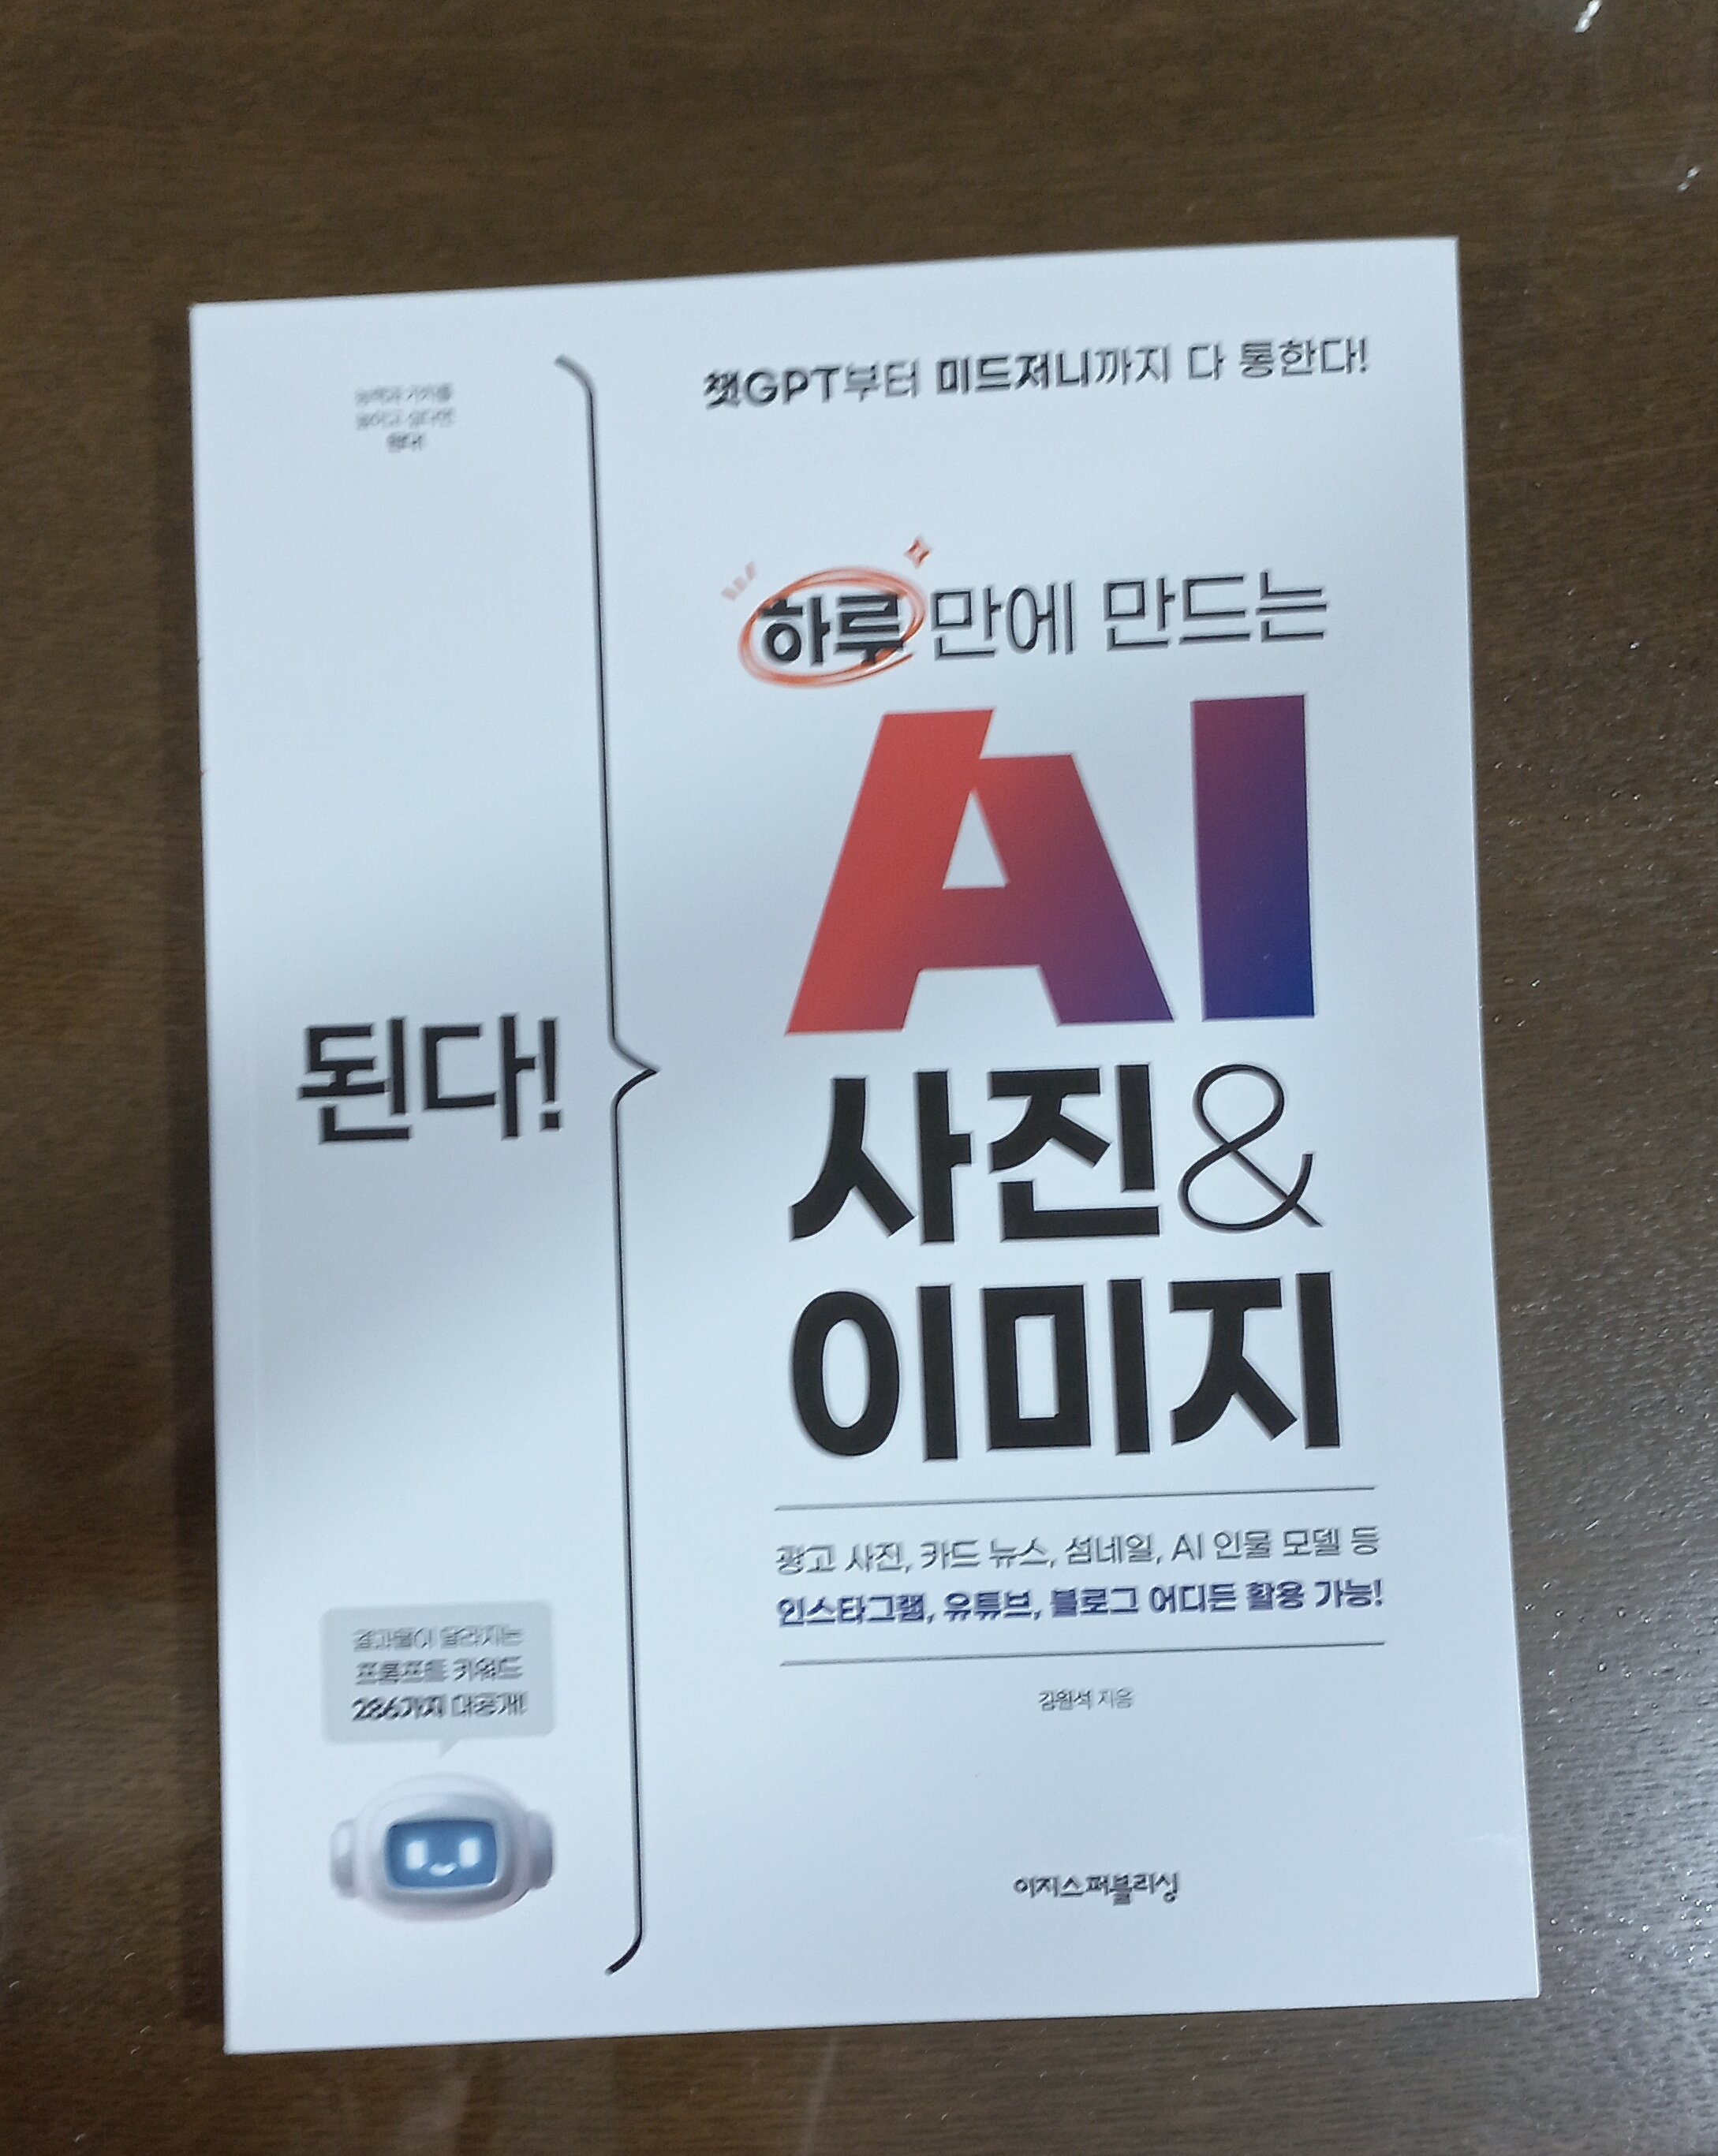 챗GPT부터 미드저니까지 다 통한다!
하루 만에 만드는
AI
사진&
이미지
된다!
광고 사진, 카드 뉴스, 섬네일, AI 인물 모델 등
인스타그램, 유튜브, 블로그 어디든 활용 가능!
김원석 지음
결과물이 달라지는
프롬프트 키워드
286가지 대공개!
이지스퍼블리싱